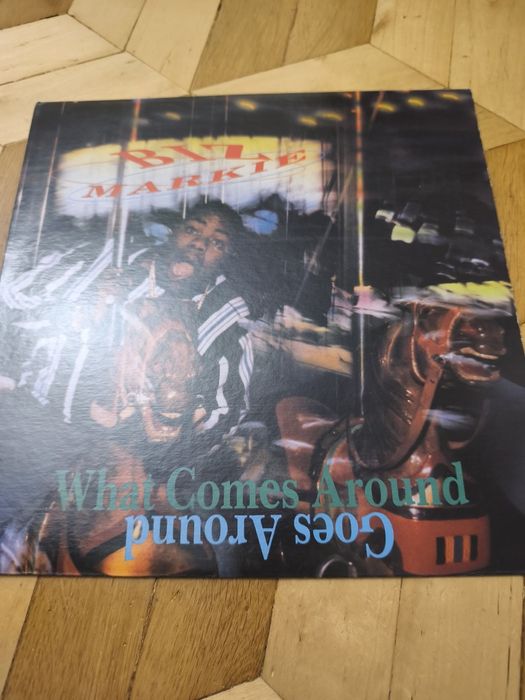 BIZ
MARKIE
What Comes Around
Goes Around